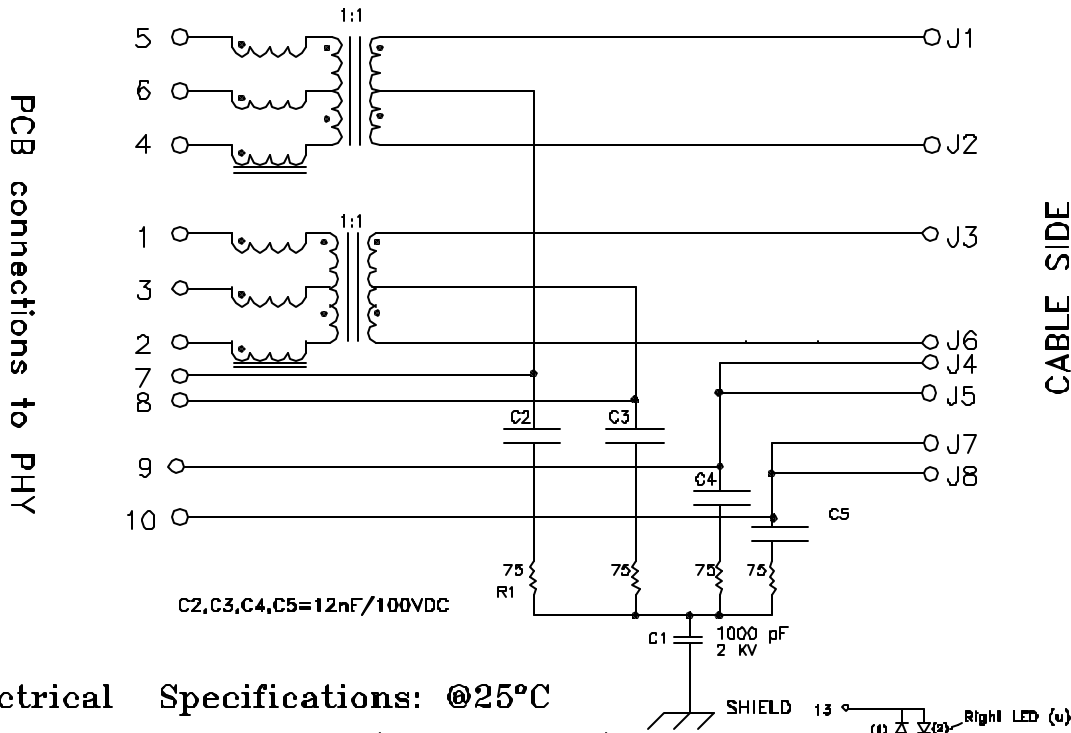 1:1
5
J1
6
4
J2
PCB connections to PHY
1:1
1
J3
3
CABLE SIDE
2
J6
7
J4
8
J5
C2
C3
J7
9
C4
J8
10
C5
75
75
75
75
R1
C2,C3,C4,C5=12nF/100VDC
C1
1000 pF
2 KV
ctrical Specifications: @25°C
SHIELD
13
Right LED (u)